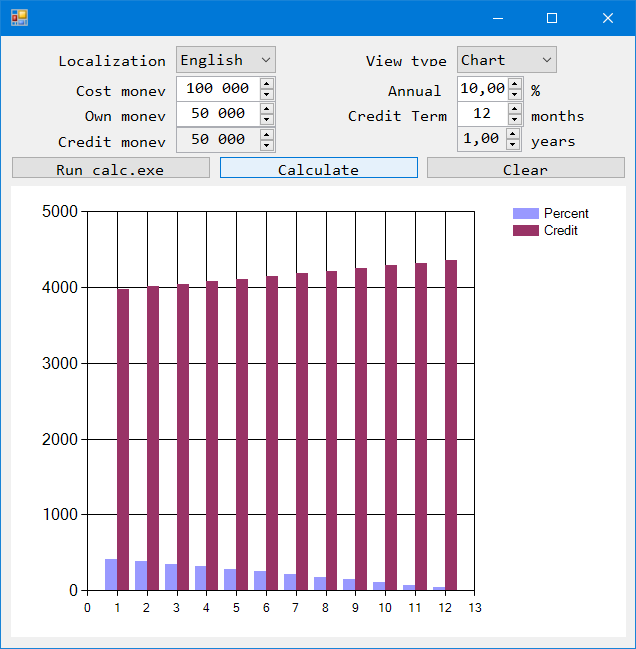 Localization English View type Chart
Cost money 100 000 Annual 10,00 %
Own money 50 000 Credit Term 12 months
Credit money 50 000 1,00 years
Run calc.exe Calculate Clear
Percent
Credit
5000
4000
3000
2000
1000
0
0 1 2 3 4 5 6 7 8 9 10 11 12 13